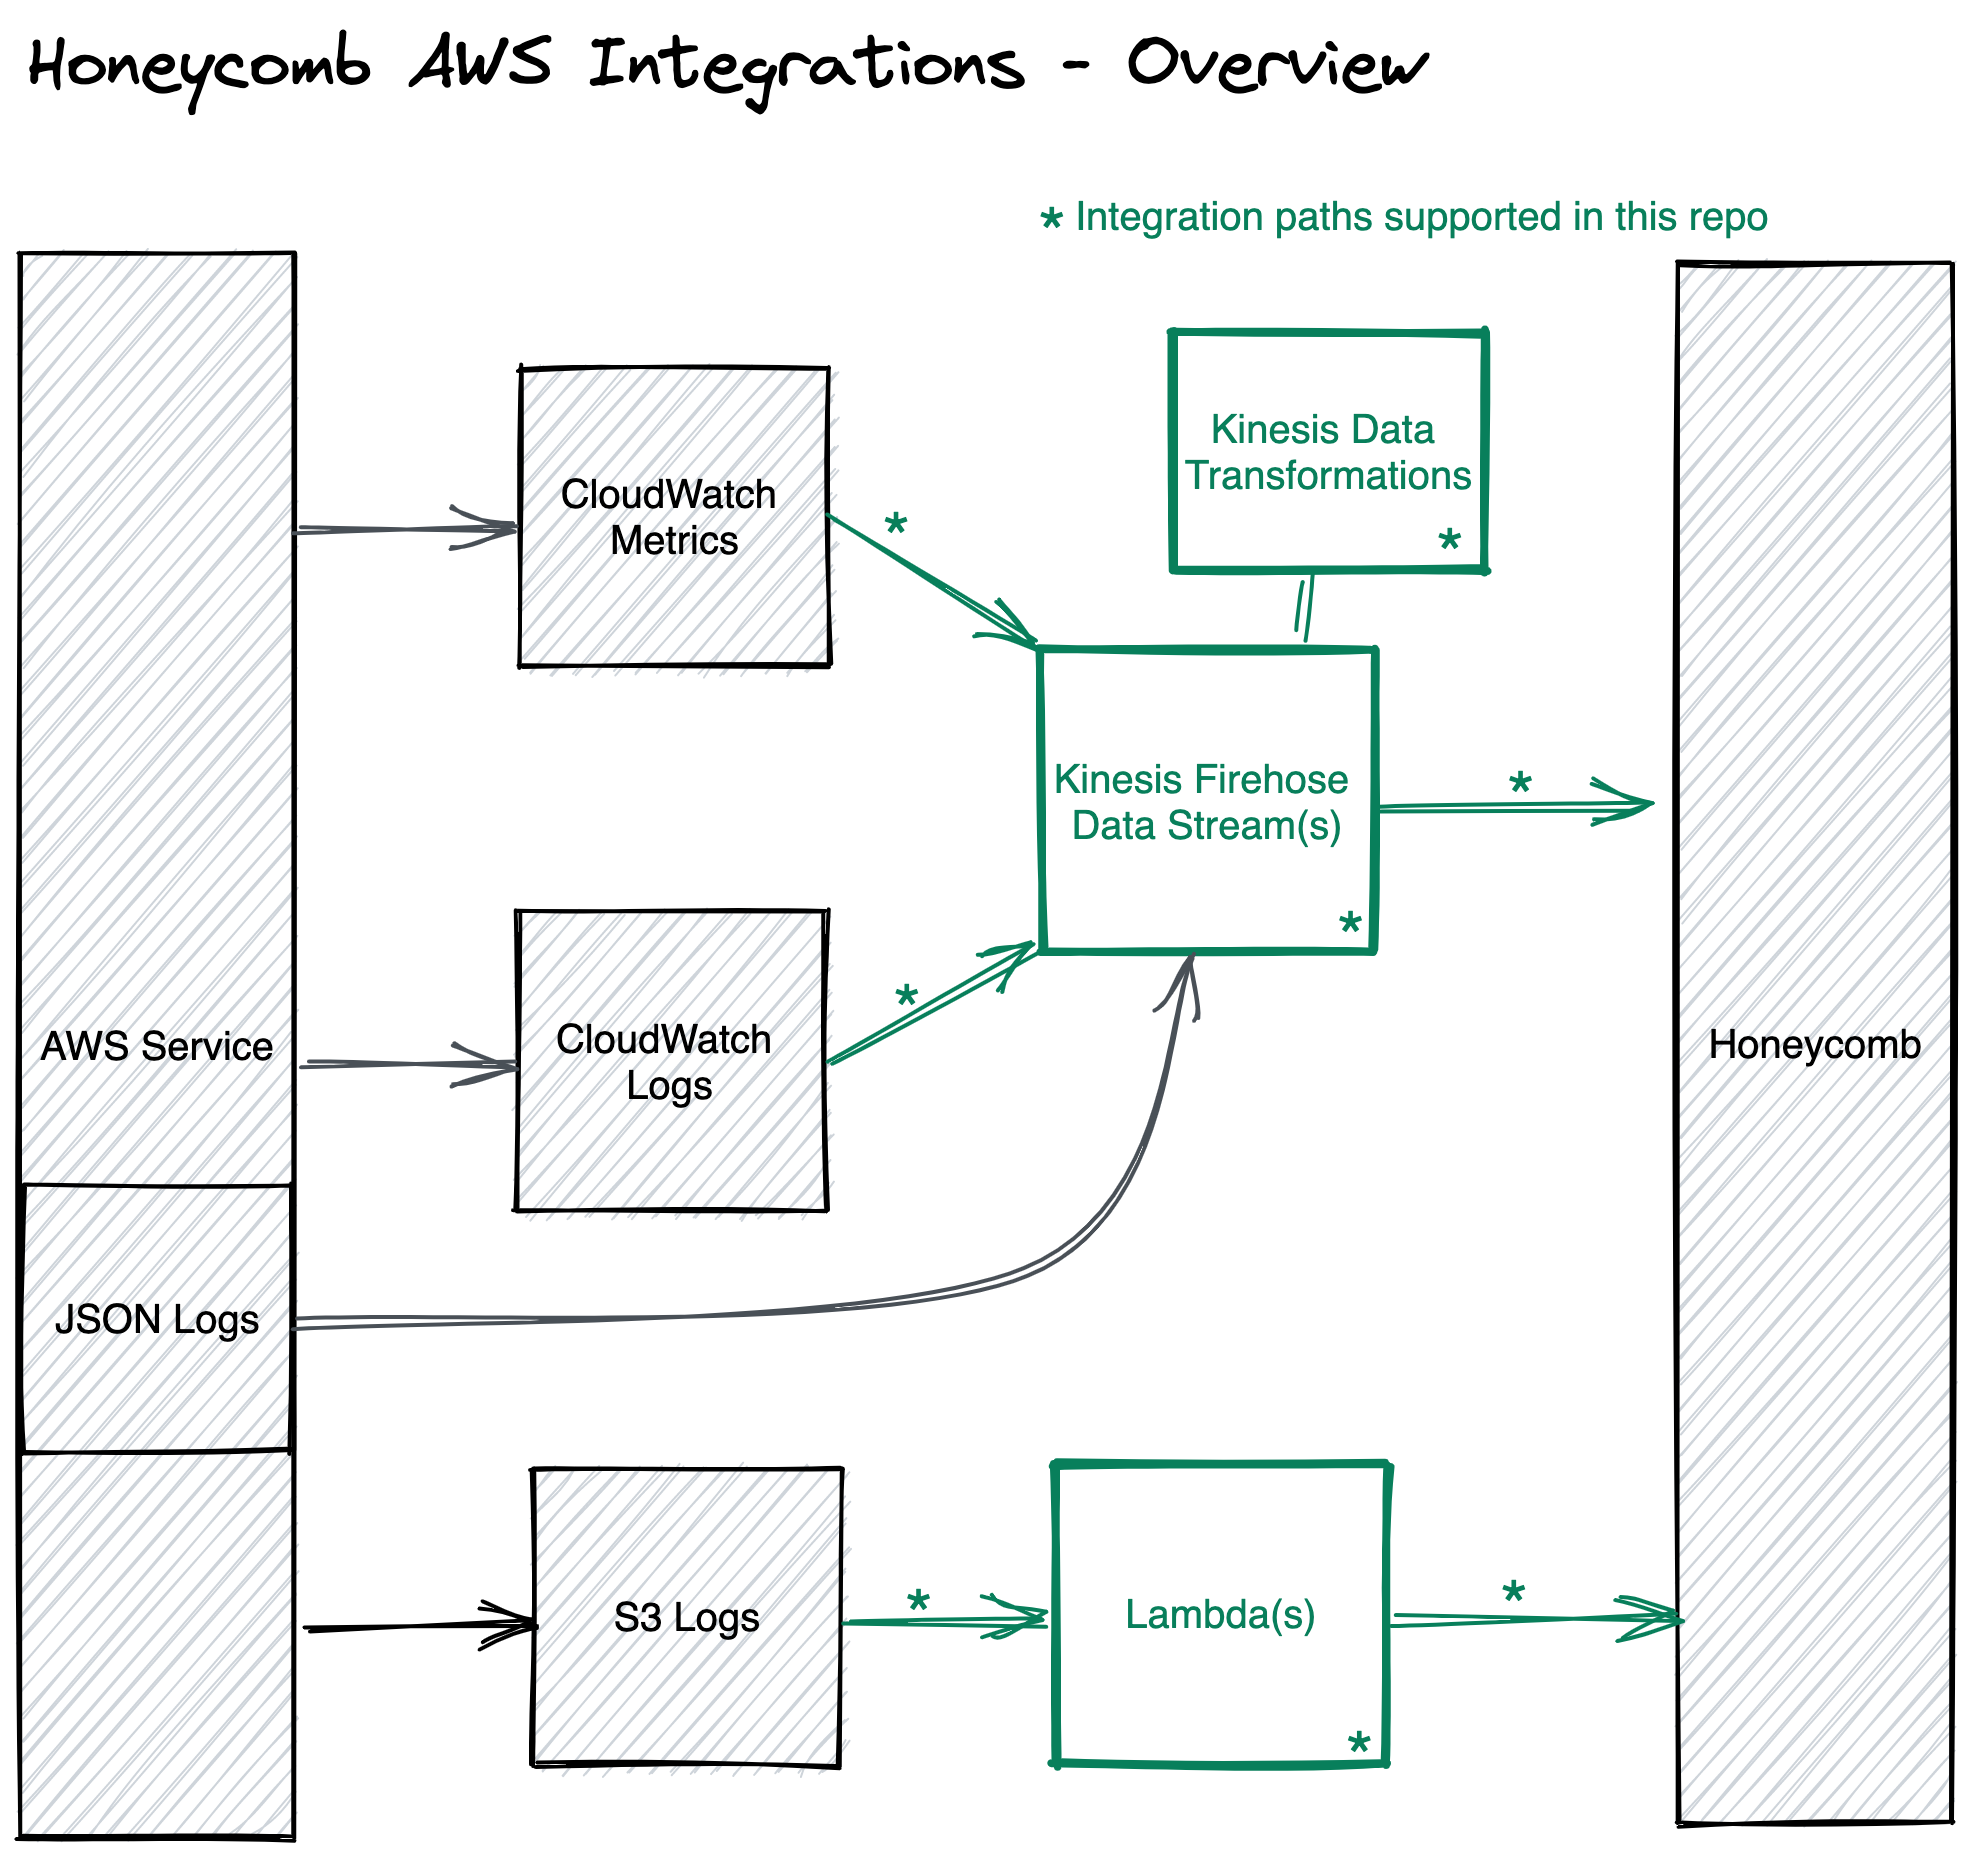 Honeycomb AWS Integrations - Overview
* Integration paths supported in this repo
Kinesis Data
Transformations
*
CloudWatch
Metrics
*
Kinesis Firehose
Data Stream(s)
*
*
AWS Service
CloudWatch
Logs
*
Honeycomb
JSON Logs
S3 Logs
*
Lambda(s)
*
*